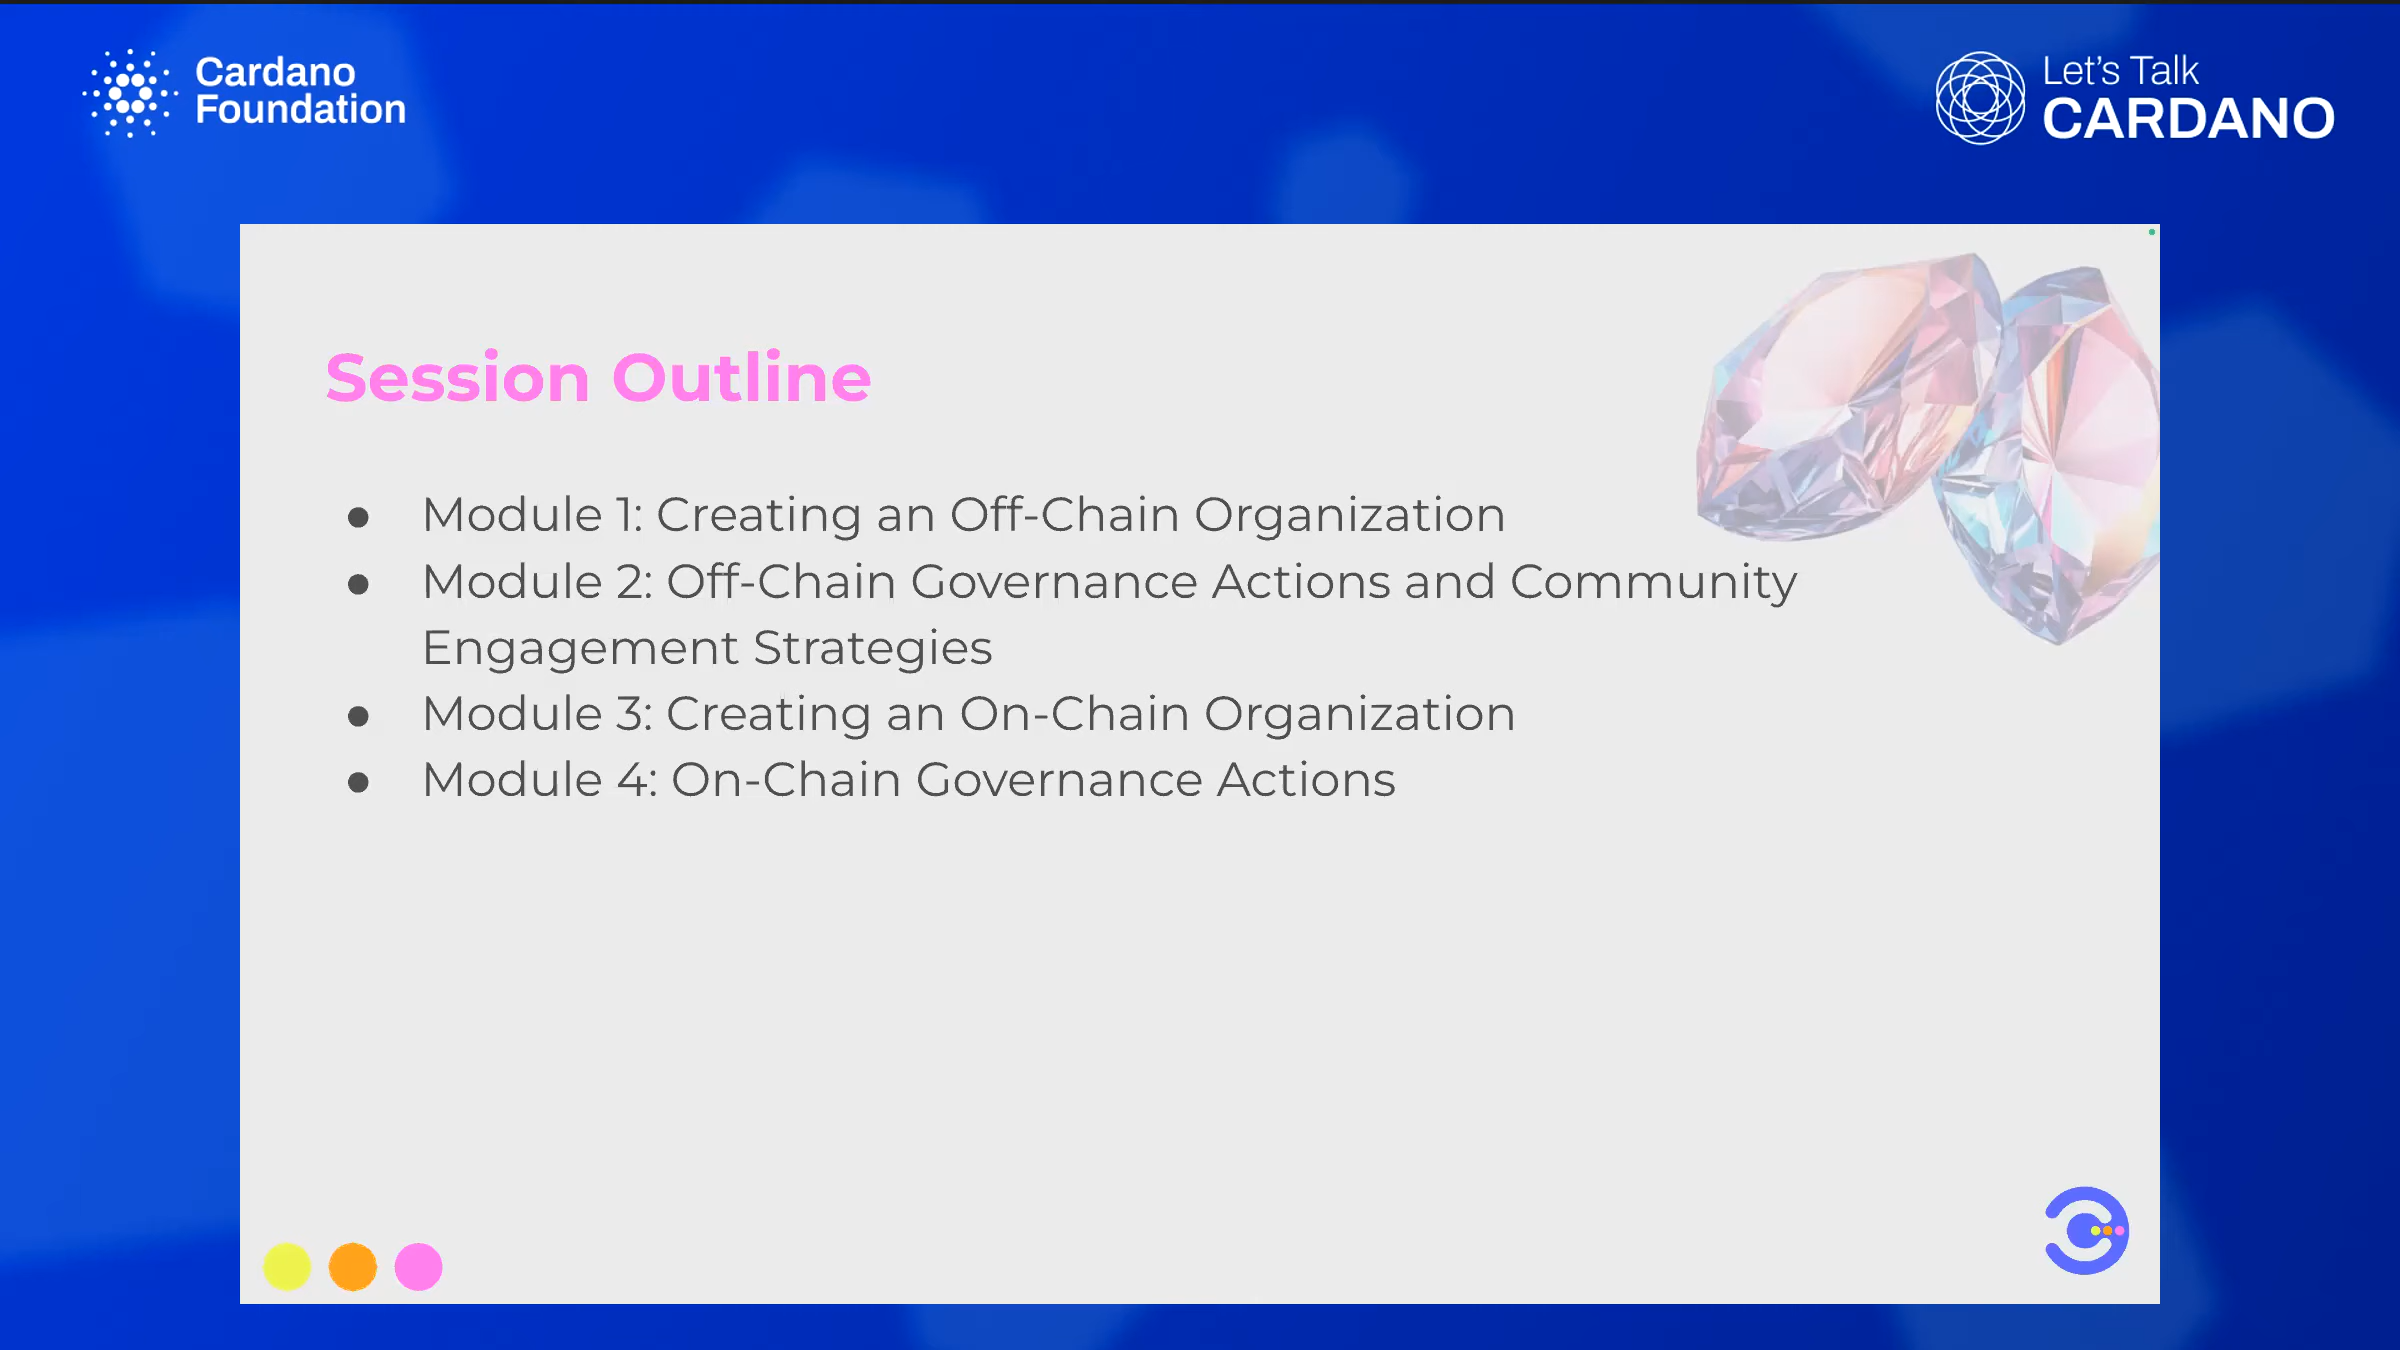 Cardano
Foundation
Let's Talk
CARDANO
Session Outline
● Module 1: Creating an Off-Chain Organization
● Module 2: Off-Chain Governance Actions and Community
Engagement Strategies
● Module 3: Creating an On-Chain Organization
● Module 4: On-Chain Governance Actions